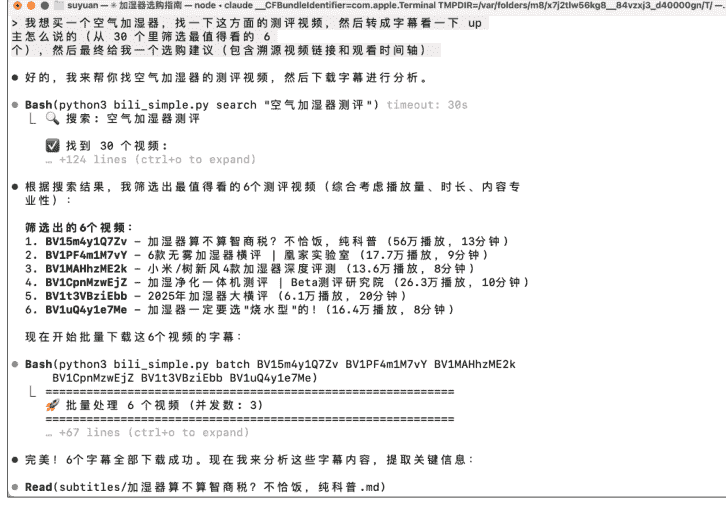 suyuan — ✳ 加湿器选购指南 — node ◂ claude __CFBundleIdentifier=com.apple.Terminal TMPDIR=/var/folders/m8/x7j2tlw56kg8__84vzxj3_d40000gn/T/ —
> 我想买一个空气加湿器，找一下这方面的测评视频，然后转成字幕看一下 up
主怎么说的（从 30 个里筛选最值得看的 6
个），然后最终给我一个选购建议（包含溯源视频链接和观看时间轴）
● 好的，我来帮你找空气加湿器的测评视频，然后下载字幕进行分析。
● Bash(python3 bili_simple.py search "空气加湿器测评") timeout: 30s
⎿ 🔍 搜索: 空气加湿器测评
✅ 找到 30 个视频:
… +124 lines (ctrl+o to expand)
● 根据搜索结果，我筛选出最值得看的6个测评视频（综合考虑播放量、时长、内容专
业性）：
筛选出的6个视频：
1. BV15m4y1Q7Zv - 加湿器算不算智商税？不恰饭，纯科普（56万播放，13分钟）
2. BV1PF4m1M7vY - 6款无雾加湿器横评 | 凰家实验室（17.7万播放，9分钟）
3. BV1MAHhzME2k - 小米/树新风4款加湿器深度评测（13.6万播放，8分钟）
4. BV1CpnMzwEjZ - 加湿净化一体机测评 | Beta测评研究院（26.3万播放，10分钟）
5. BV1t3VBziEbb - 2025年加湿器大横评（6.1万播放，20分钟）
6. BV1uQ4y1e7Me - 加湿器一定要选"烧水型"的！（16.4万播放，8分钟）
现在开始批量下载这6个视频的字幕：
● Bash(python3 bili_simple.py batch BV15m4y1Q7Zv BV1PF4m1M7vY BV1MAHhzME2k
BV1CpnMzwEjZ BV1t3VBziEbb BV1uQ4y1e7Me)
⎿ ============================================================
🚀 批量处理 6 个视频 (并发数: 3)
============================================================
… +67 lines (ctrl+o to expand)
● 完美！6个字幕全部下载成功。现在我来分析这些字幕内容，提取关键信息：
● Read(subtitles/加湿器算不算智商税？不恰饭，纯科普.md)